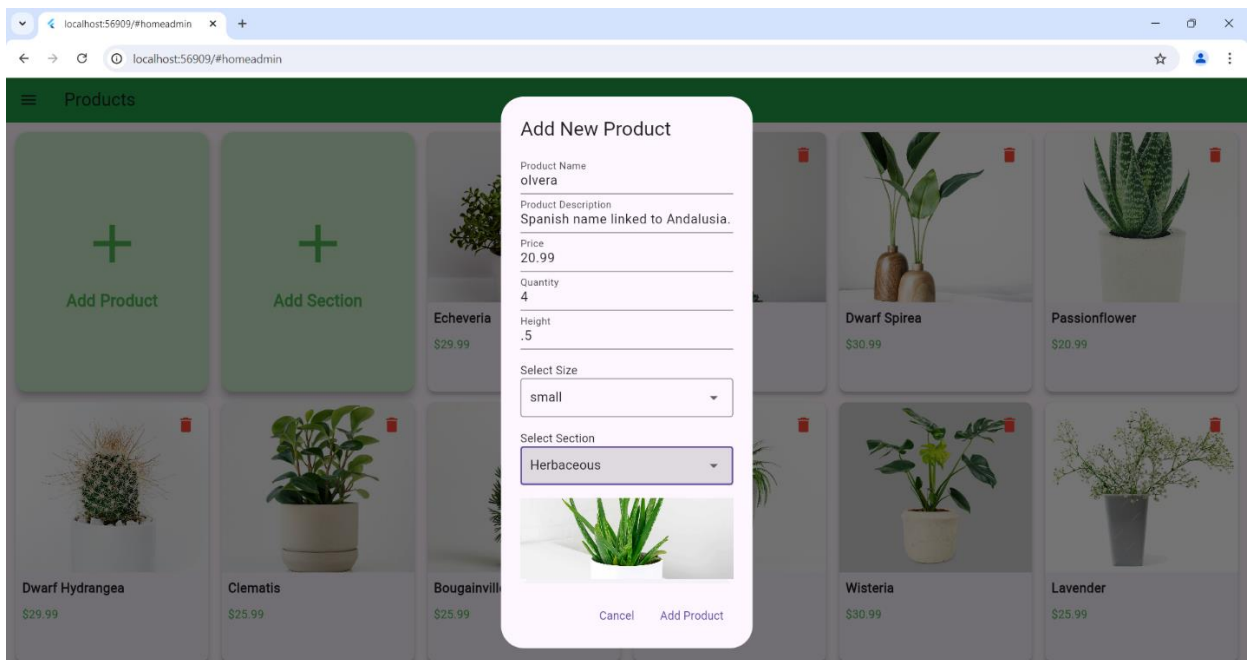 localhost:56909/#homeadmin
localhost:56909/#homeadmin
Products
Add Product
Add Section
Echeveria
$29.99
Dwarf Spirea
$30.99
Passionflower
$20.99
Dwarf Hydrangea
$29.99
Clematis
$25.99
$25.99
Wisteria
$30.99
Lavender
$25.99
Add New Product
Product Name
olvera
Product Description
Spanish name linked to Andalusia.
Price
20.99
Quantity
4
Height
.5
Select Size
small
Select Section
Herbaceous
Cancel Add Product